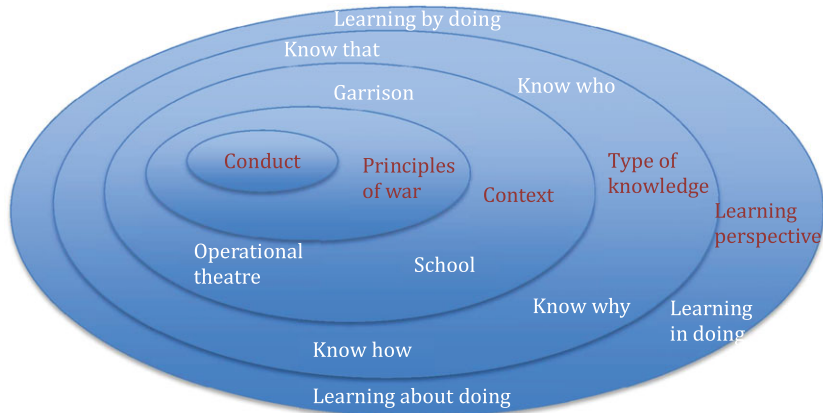 Learning by doing
Know that
Know who
Garrison
Conduct
Principles
of war
Type of
knowledge
Context
Learning
perspective
Operational
theatre
School
Know why
Learning
in doing
Know how
Learning about doing